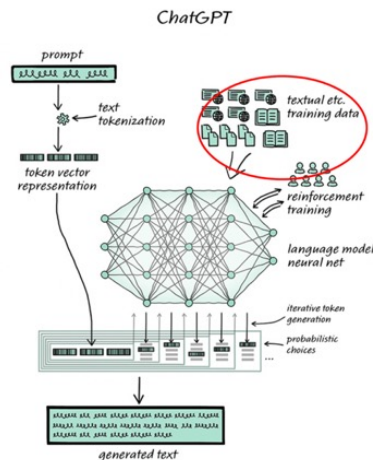 ChatGPT
prompt
text
tokenization
token vector
representation
textual etc.
training data
reinforcement
training
language model
neural net
iterative token
generation
probabilistic
choices
...
generated text